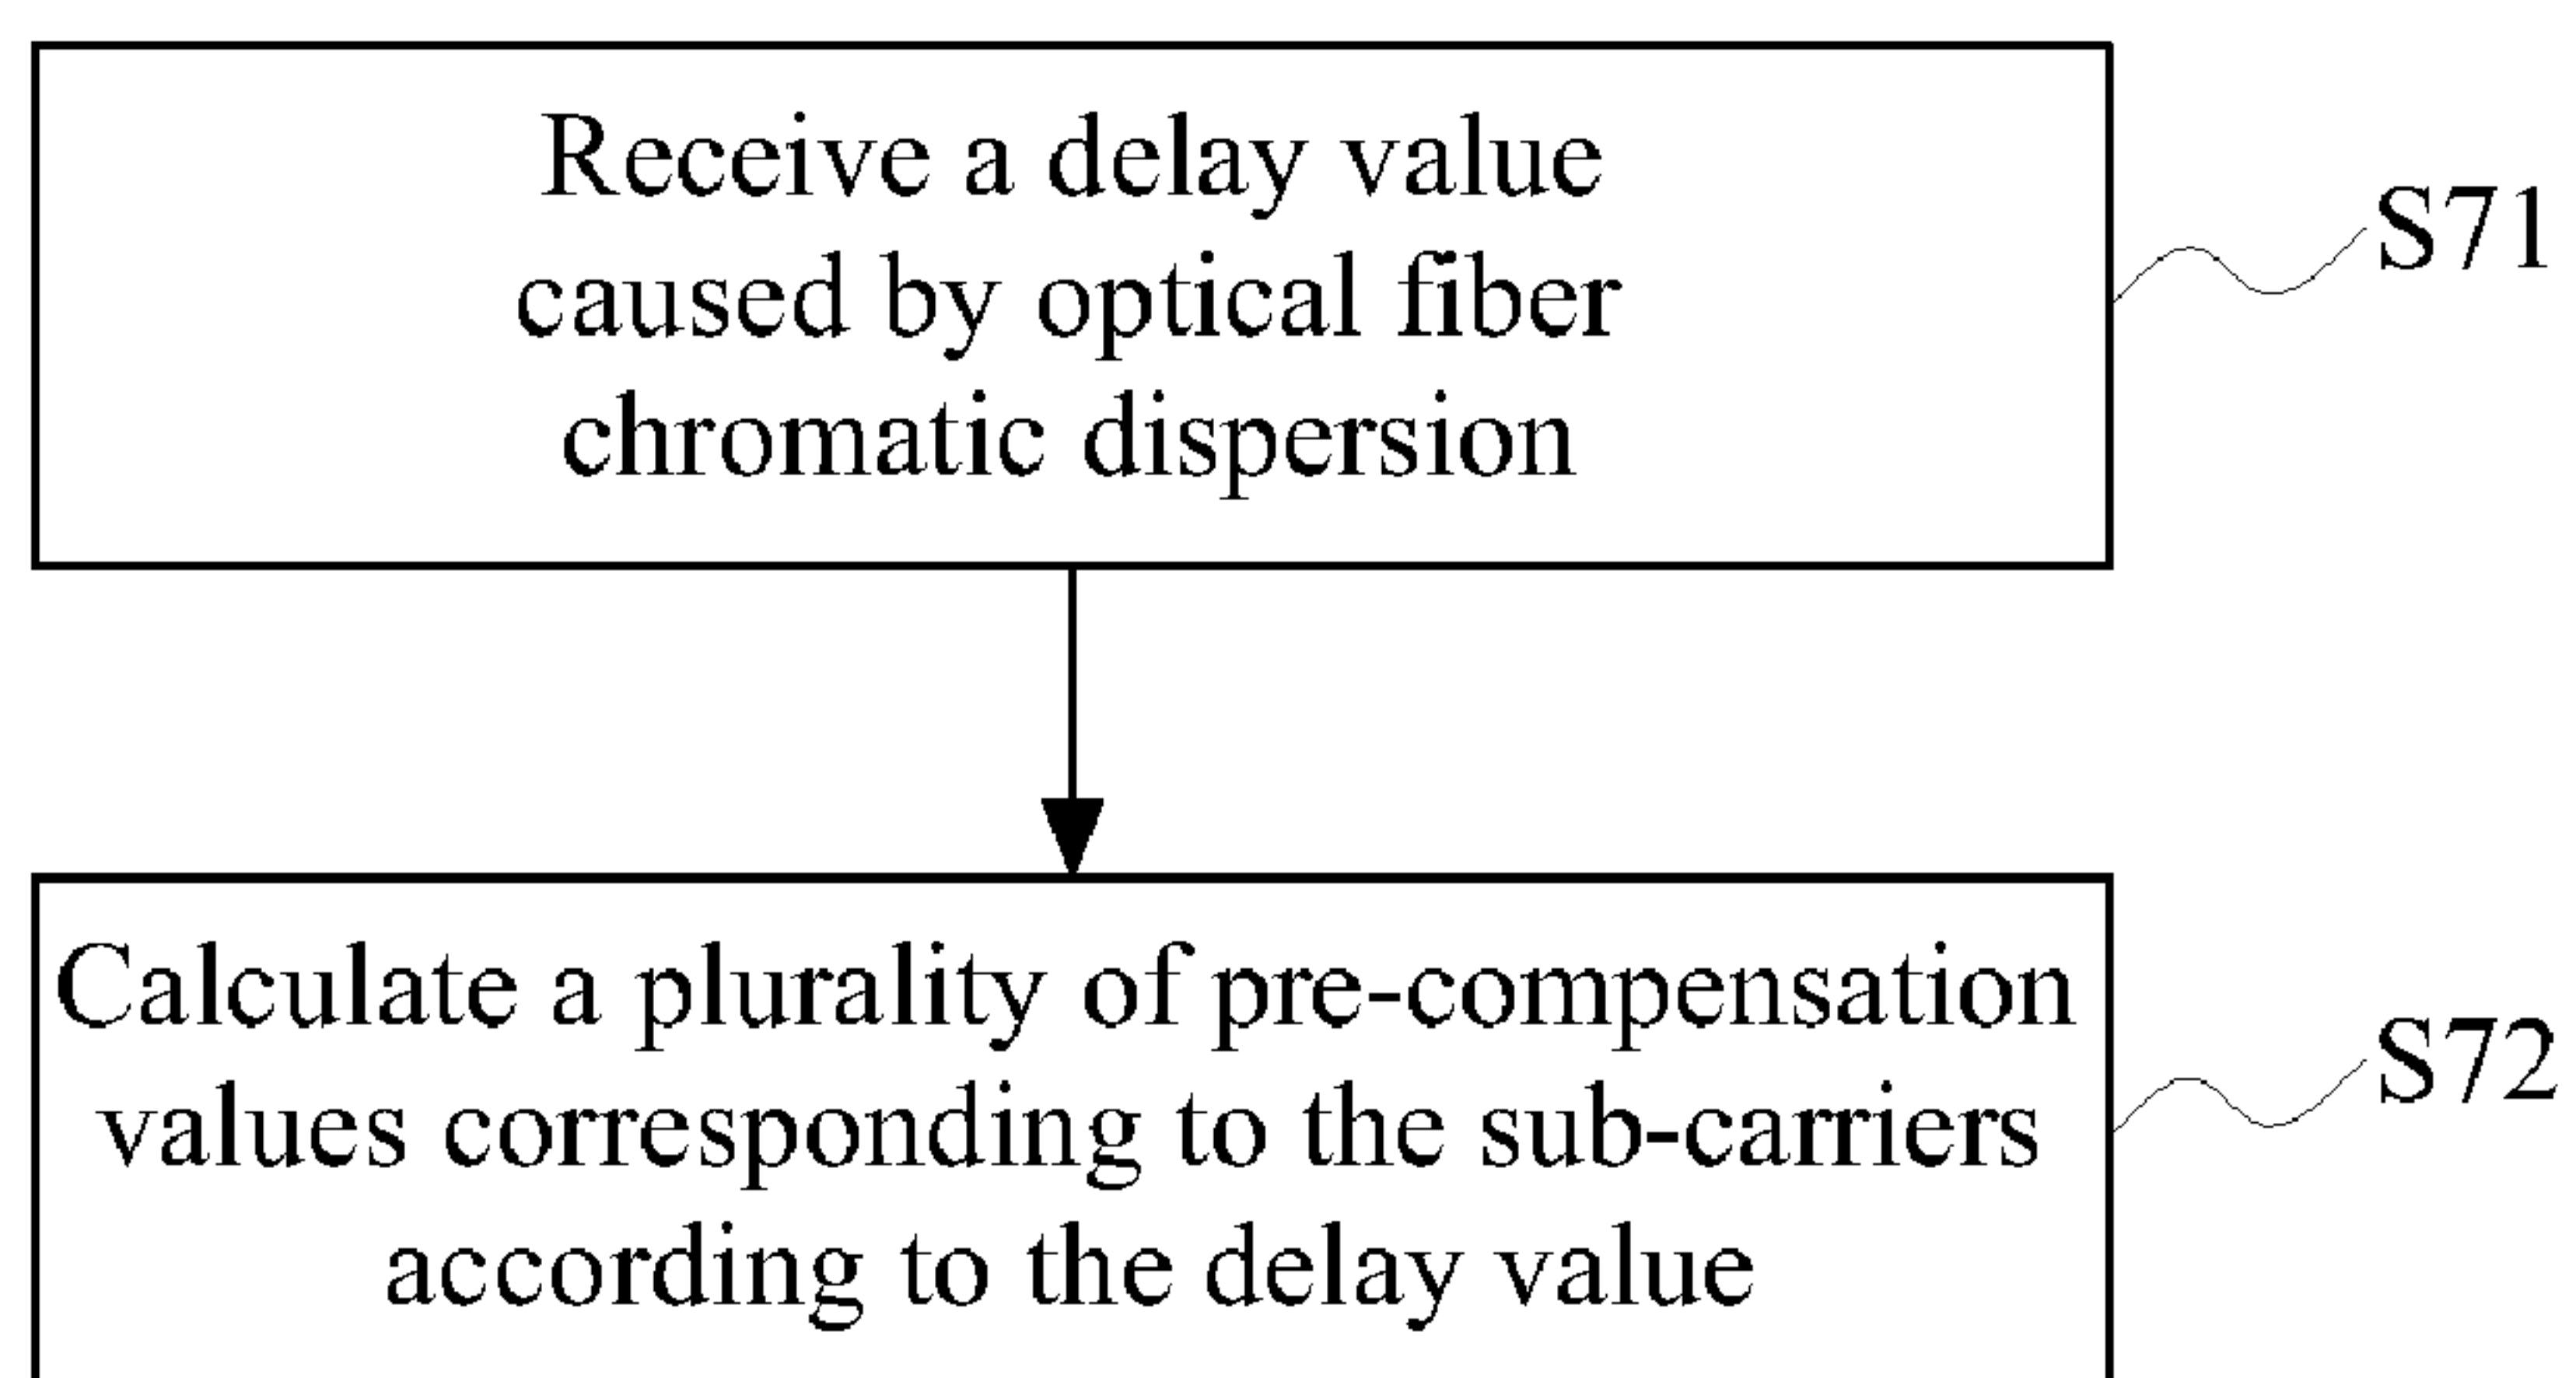 Receive a delay value
caused by optical fiber
chromatic dispersion
S71
Calculate a plurality of pre-compensation
values corresponding to the sub-carriers
according to the delay value
S72